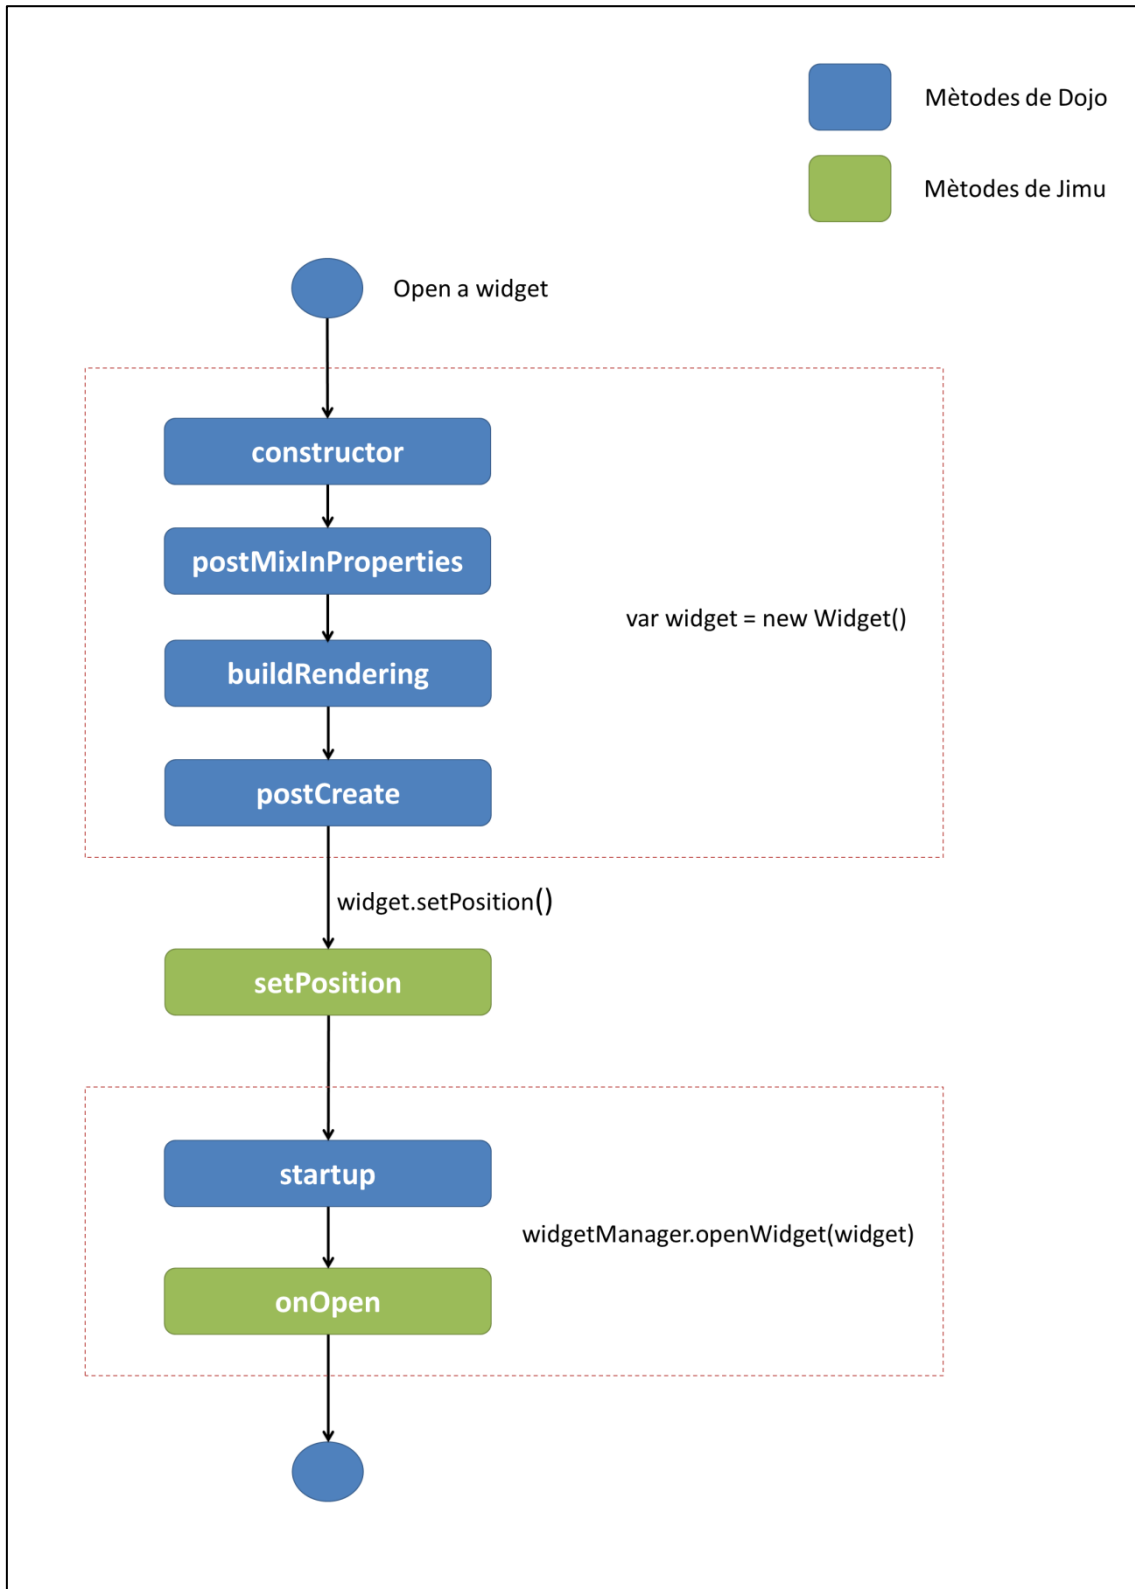 Mètodes de Dojo
Mètodes de Jimu
Open a widget
constructor
postMixInProperties
var widget = new Widget()
buildRendering
postCreate
widget.setPosition()
setPosition
startup
widgetManager.openWidget(widget)
onOpen